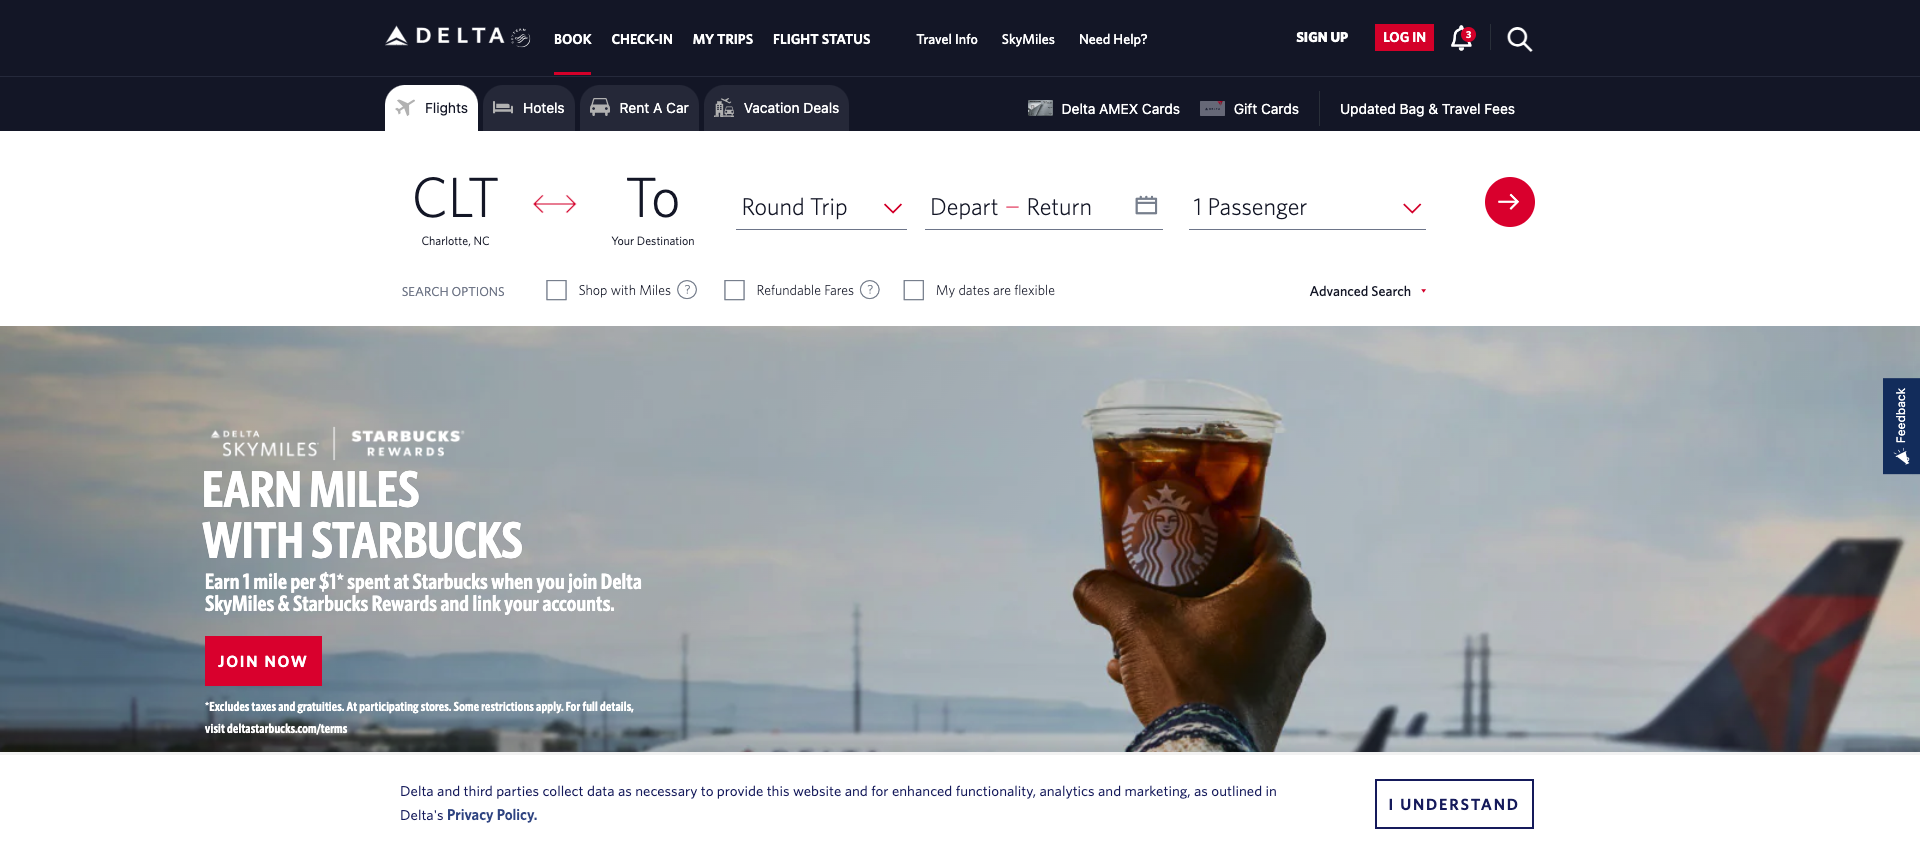 DELTA
BOOK
CHECK-IN
MY TRIPS
FLIGHT STATUS
Travel Info
SkyMiles
Need Help?
SIGN UP
LOG IN
3
Flights
Hotels
Rent A Car
Vacation Deals
Delta AMEX Cards
Gift Cards
Updated Bag & Travel Fees
CLT
Charlotte, NC
To
Your Destination
Round Trip
Depart — Return
1 Passenger
SEARCH OPTIONS
Shop with Miles ?
Refundable Fares ?
My dates are flexible
Advanced Search
Feedback
DELTA
SKYMILES
STARBUCKS®
REWARDS
EARN MILES
WITH STARBUCKS
Earn 1 mile per $1* spent at Starbucks when you join Delta
SkyMiles & Starbucks Rewards and link your accounts.
JOIN NOW
*Excludes taxes and gratuities. At participating stores. Some restrictions apply. For full details,
visit deltastarbucks.com/terms
Delta and third parties collect data as necessary to provide this website and for enhanced functionality, analytics and marketing, as outlined in
Delta's Privacy Policy.
I UNDERSTAND